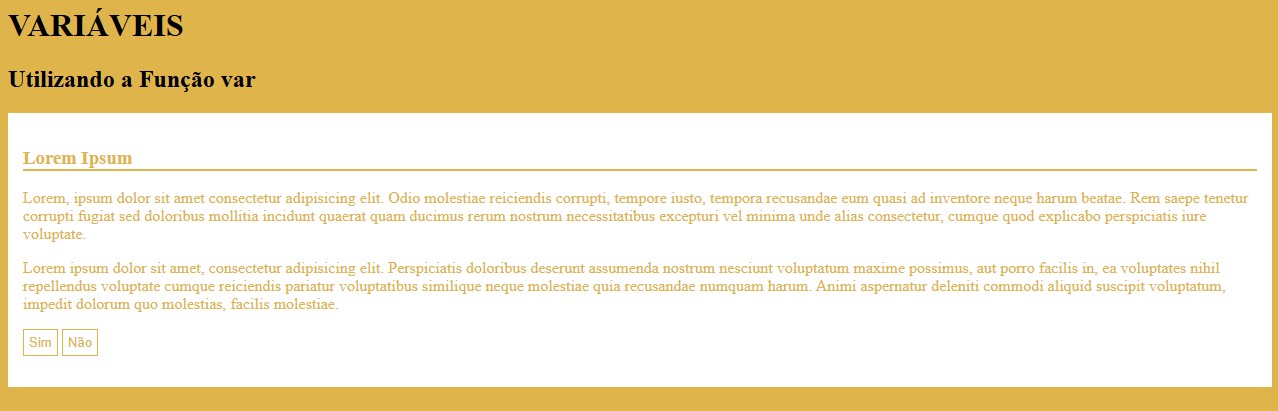 VARIÁVEIS
Utilizando a Função var
Lorem Ipsum
Lorem, ipsum dolor sit amet consectetur adipisicing elit. Odio molestiae reiciendis corrupti, tempore iusto, tempora recusandae eum quasi ad inventore neque harum beatae. Rem saepe tenetur
corrupti fugiat sed doloribus mollitia incidunt quaerat quam ducimus rerum nostrum necessitatibus excepturi vel minima unde alias consectetur, cumque quod explicabo perspiciatis iure
voluptate.
Lorem ipsum dolor sit amet, consectetur adipisicing elit. Perspiciatis doloribus deserunt assumenda nostrum nesciunt voluptatum maxime possimus, aut porro facilis in, ea voluptates nihil
repellendus voluptate cumque reiciendis pariatur voluptatibus similique neque molestiae quia recusandae numquam harum. Animi aspernatur deleniti commodi aliquid suscipit voluptatum,
impedit dolorum quo molestias, facilis molestiae.
Sim Não